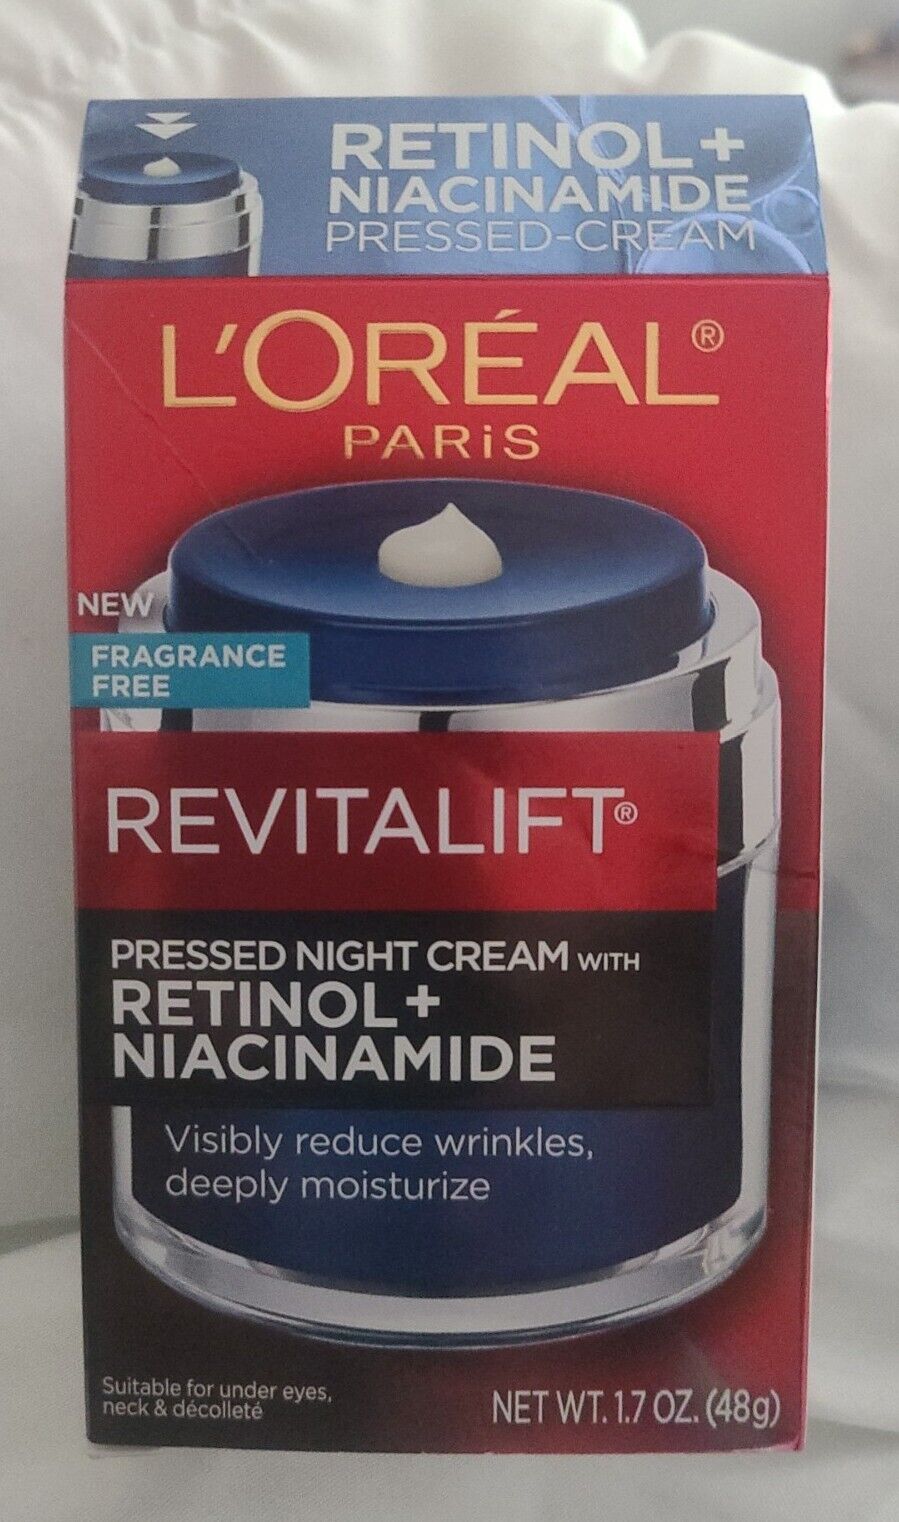 RETINOL+
NIACINAMIDE
PRESSED-CREAM
L'ORÉAL®
PARiS
NEW
FRAGRANCE
FREE
REVITALIFT®
PRESSED NIGHT CREAM WITH
RETINOL+
NIACINAMIDE
Visibly reduce wrinkles,
deeply moisturize
Suitable for under eyes,
neck & décolleté
NET WT. 1.7 OZ. (48g)